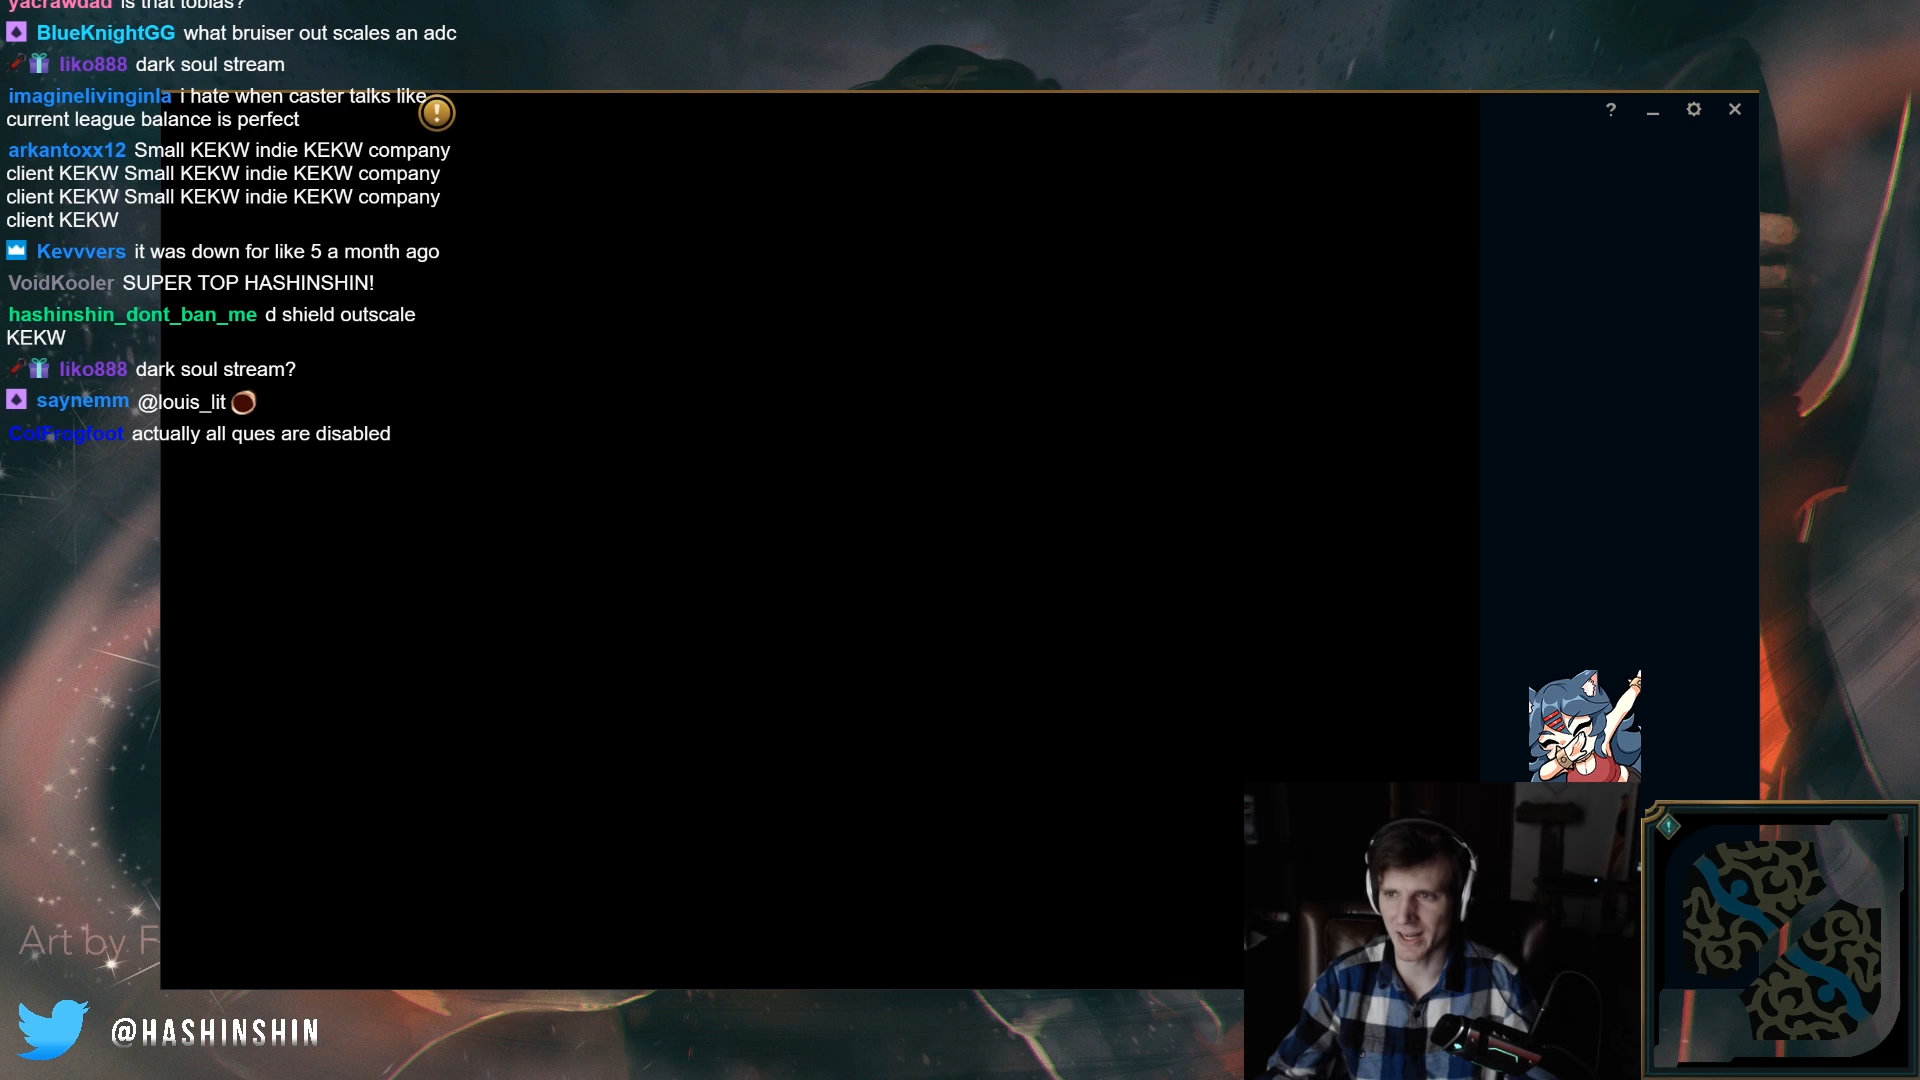 yacrawdad is that tobias?
BlueKnightGG what bruiser out scales an adc
liko888 dark soul stream
imaginelivinginla i hate when caster talks like
current league balance is perfect
arkantoxx12 Small KEKW indie KEKW company
client KEKW Small KEKW indie KEKW company
client KEKW Small KEKW indie KEKW company
client KEKW
Kevvvers it was down for like 5 a month ago
VoidKooler SUPER TOP HASHINSHIN!
hashinshin_dont_ban_me d shield outscale
KEKW
liko888 dark soul stream?
saynemm @louis_lit
ColFrogfoot actually all ques are disabled
Art by F
@HASHINSHIN